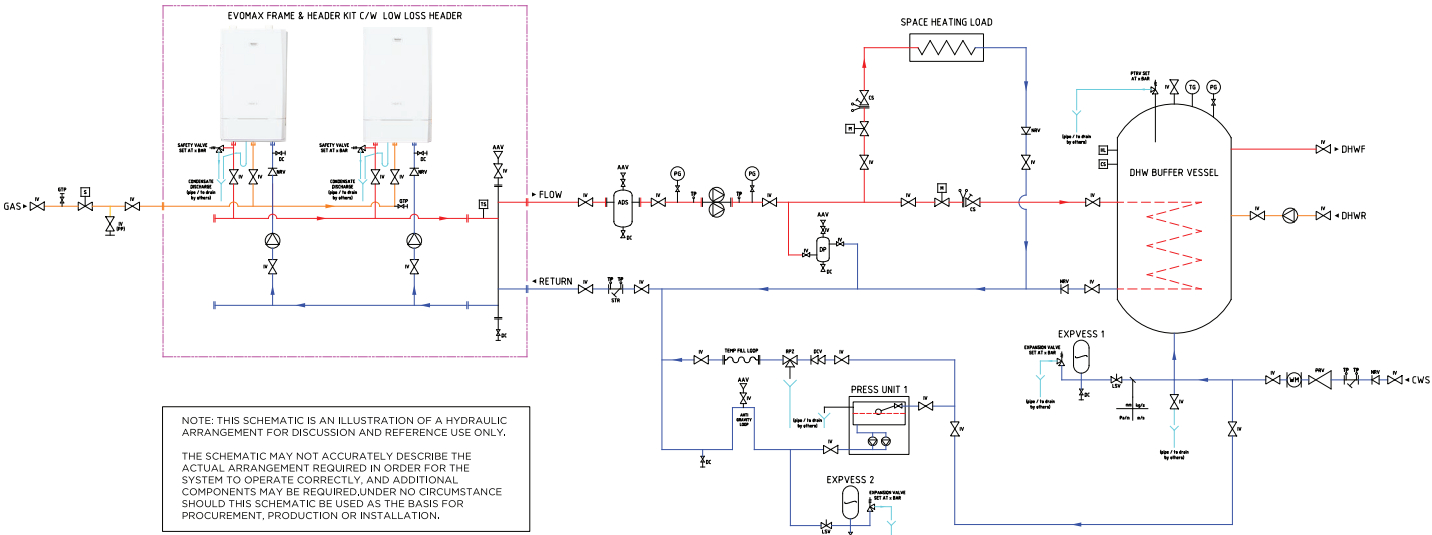 EVOMAX FRAME & HEADER KIT C/W LOW LOSS HEADER
SAFETY VALVE
SET AT x BAR
SAFETY VALVE
SET AT x BAR
DC
DC
NRV
NRV
IV
IV
IV
IV
CONDENSATE
DISCHARGE
(pipe / to drain
by others)
CONDENSATE
DISCHARGE
(pipe / to drain
by others)
GTP
GAS
IV
GTP
S
IV
IV
(PP)
IV
IV
TS
AAV
IV
DC
FLOW
RETURN
IV
AAV
ADS
DC
IV
PG
TP
TP
PG
IV
SPACE HEATING LOAD
CS
M
IV
NRV
IV
M
CS
IV
IV
AAV
IV
IV
DP
IV
DC
IV
TP
TP
STR
IV
NRV
IV
PTRV SET
AT x BAR
IV
TG
PG
(pipe / to drain
by others)
HL
CS
DHW BUFFER VESSEL
IV
DHWF
IV
IV
DHWR
IV
TEMP FILL LOOP
RPZ
DCV
IV
(pipe / to drain
by others)
AAV
IV
ANTI
GRAVITY
LOOP
DC
PRESS UNIT 1
IV
IV
IV
EXPVESS 2
EXPANSION VALVE
SET AT x BAR
LSV
EXPVESS 1
EXPANSION VALVE
SET AT x BAR
DC
LSV
(pipe / to drain
by others)
mm
kg/s
Pa/m
m/s
IV
(pipe / to drain
by others)
IV
IV
WM
PRV
TP
TP
NRV
IV
CWS
NOTE: THIS SCHEMATIC IS AN ILLUSTRATION OF A HYDRAULIC
ARRANGEMENT FOR DISCUSSION AND REFERENCE USE ONLY.
THE SCHEMATIC MAY NOT ACCURATELY DESCRIBE THE
ACTUAL ARRANGEMENT REQUIRED IN ORDER FOR THE
SYSTEM TO OPERATE CORRECTLY, AND ADDITIONAL
COMPONENTS MAY BE REQUIRED,UNDER NO CIRCUMSTANCE
SHOULD THIS SCHEMATIC BE USED AS THE BASIS FOR
PROCUREMENT, PRODUCTION OR INSTALLATION.